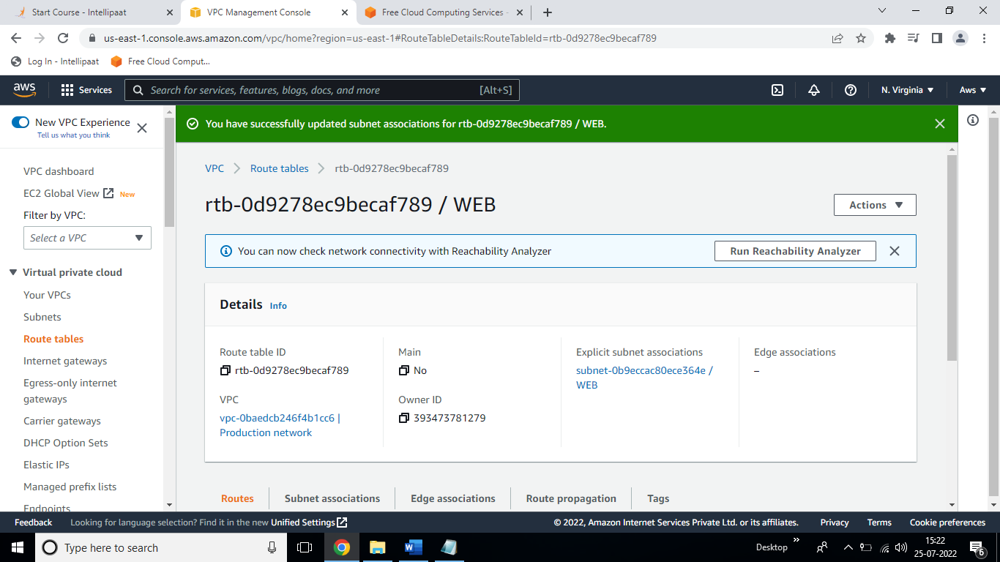 Start Course - Intellipaat
VPC Management Console
Free Cloud Computing Services -
us-east-1.console.aws.amazon.com/vpc/home?region=us-east-1#RouteTableDetails:RouteTableId=rtb-0d9278ec9becaf789
Log In - Intellipaat
Free Cloud Comput...
aws
Services
Search for services, features, blogs, docs, and more
[Alt+S]
N. Virginia
Aws
New VPC Experience
Tell us what you think
VPC dashboard
EC2 Global View
New
Filter by VPC:
Select a VPC
Virtual private cloud
Your VPCs
Subnets
Route tables
Internet gateways
Egress-only internet
gateways
Carrier gateways
DHCP Option Sets
Elastic IPs
Managed prefix lists
Endpoints
You have successfully updated subnet associations for rtb-0d9278ec9becaf789 / WEB.
VPC
Route tables
rtb-0d9278ec9becaf789
rtb-0d9278ec9becaf789 / WEB
Actions
You can now check network connectivity with Reachability Analyzer
Run Reachability Analyzer
Details
Info
Route table ID
rtb-0d9278ec9becaf789
Main
No
Explicit subnet associations
subnet-0b9eccac80ece364e /
WEB
Edge associations
–
VPC
vpc-0baedcb246f4b1cc6 |
Production network
Owner ID
393473781279
Routes
Subnet associations
Edge associations
Route propagation
Tags
Feedback
Looking for language selection? Find it in the new Unified Settings
© 2022, Amazon Internet Services Private Ltd. or its affiliates.
Privacy
Terms
Cookie preferences
Type here to search
Desktop
15:22
25-07-2022
6